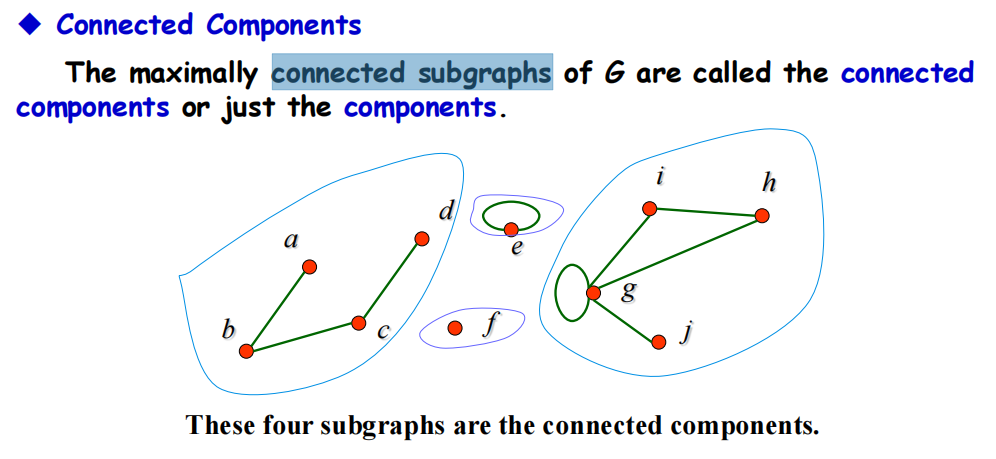 ◆ Connected Components
The maximally connected subgraphs of G are called the connected
components or just the components.
i
h
d
a
e
g
b
c
f
j
These four subgraphs are the connected components.